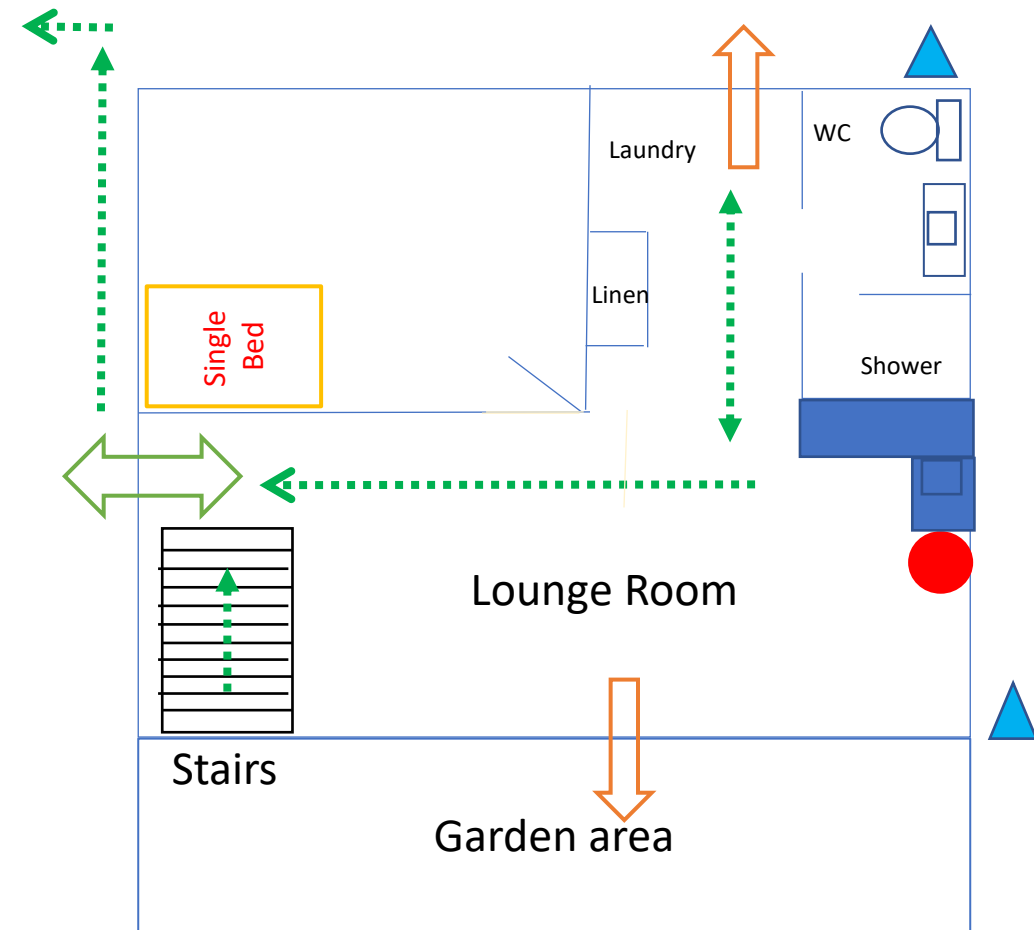 WC
Laundry
Linen
Single
Bed
Shower
Lounge Room
Stairs
Garden area